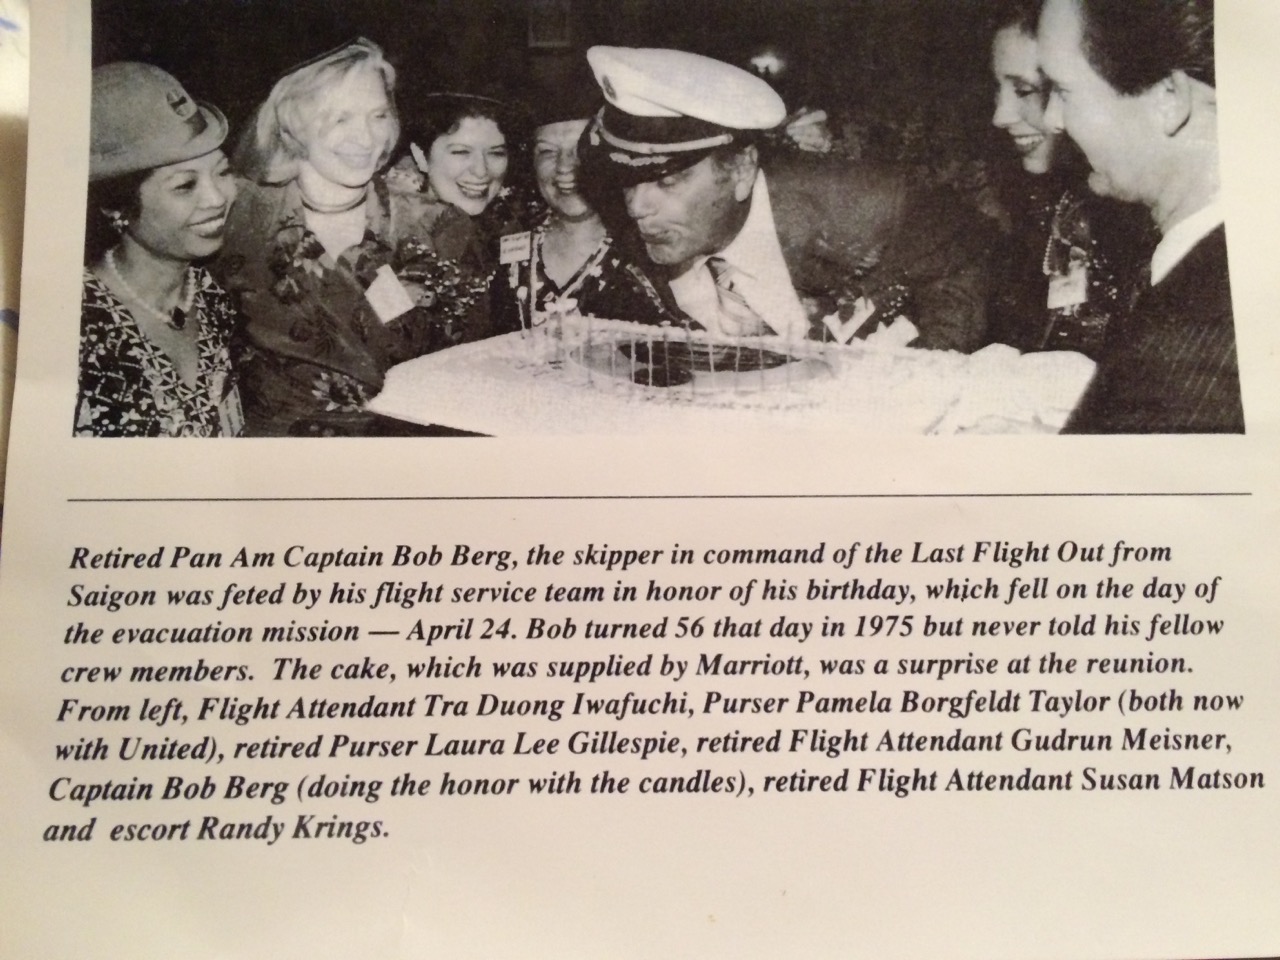 Retired Pan Am Captain Bob Berg, the skipper in command of the Last Flight Out from
Saigon was feted by his flight service team in honor of his birthday, which fell on the day of
the evacuation mission — April 24. Bob turned 56 that day in 1975 but never told his fellow
crew members. The cake, which was supplied by Marriott, was a surprise at the reunion.
From left, Flight Attendant Tra Duong Iwafuchi, Purser Pamela Borgfeldt Taylor (both now
with United), retired Purser Laura Lee Gillespie, retired Flight Attendant Gudrun Meisner,
Captain Bob Berg (doing the honor with the candles), retired Flight Attendant Susan Matson
and escort Randy Krings.